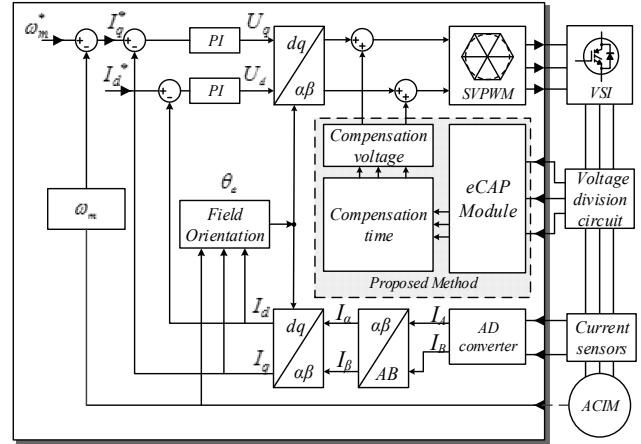 ω*m
I*q
PI
Uq
dq
αβ
SVPWM
VSI
I*d
PI
Ud
Compensation
voltage
eCAP
Module
Voltage
division
circuit
θe
ωm
Field
Orientation
Compensation
time
Proposed Method
Id
dq
αβ
Iα
αβ
AB
IA
AD
converter
Current
sensors
Iq
Iβ
IB
ACIM